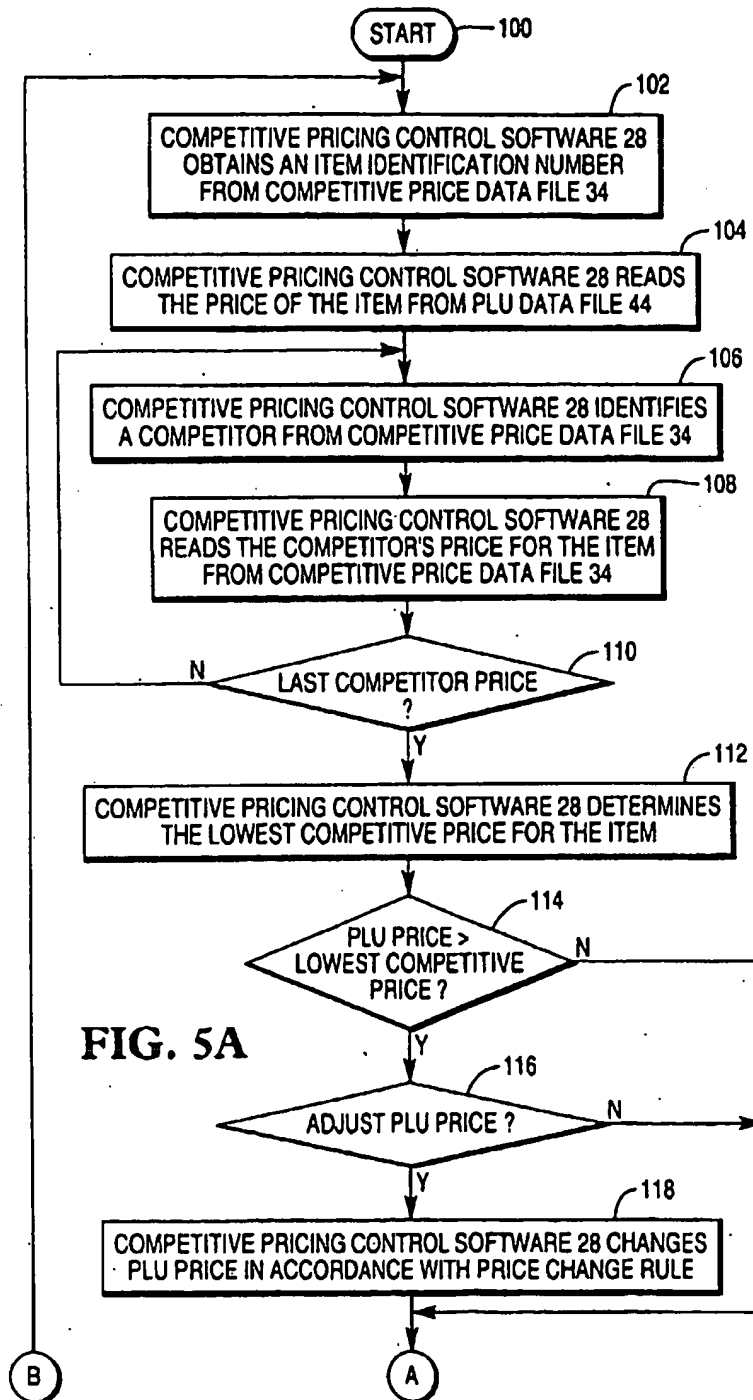 START
100
102
COMPETITIVE PRICING CONTROL SOFTWARE 28
OBTAINS AN ITEM IDENTIFICATION NUMBER
FROM COMPETITIVE PRICE DATA FILE 34
104
COMPETITIVE PRICING CONTROL SOFTWARE 28 READS
THE PRICE OF THE ITEM FROM PLU DATA FILE 44
106
COMPETITIVE PRICING CONTROL SOFTWARE 28 IDENTIFIES
A COMPETITOR FROM COMPETITIVE PRICE DATA FILE 34
108
COMPETITIVE PRICING CONTROL SOFTWARE 28
READS THE COMPETITOR'S PRICE FOR THE ITEM
FROM COMPETITIVE PRICE DATA FILE 34
110
N
LAST COMPETITOR PRICE
?
Y
112
COMPETITIVE PRICING CONTROL SOFTWARE 28 DETERMINES
THE LOWEST COMPETITIVE PRICE FOR THE ITEM
114
PLU PRICE >
LOWEST COMPETITIVE
PRICE ?
N
Y
FIG. 5A
116
ADJUST PLU PRICE ?
N
Y
118
COMPETITIVE PRICING CONTROL SOFTWARE 28 CHANGES
PLU PRICE IN ACCORDANCE WITH PRICE CHANGE RULE
B
A